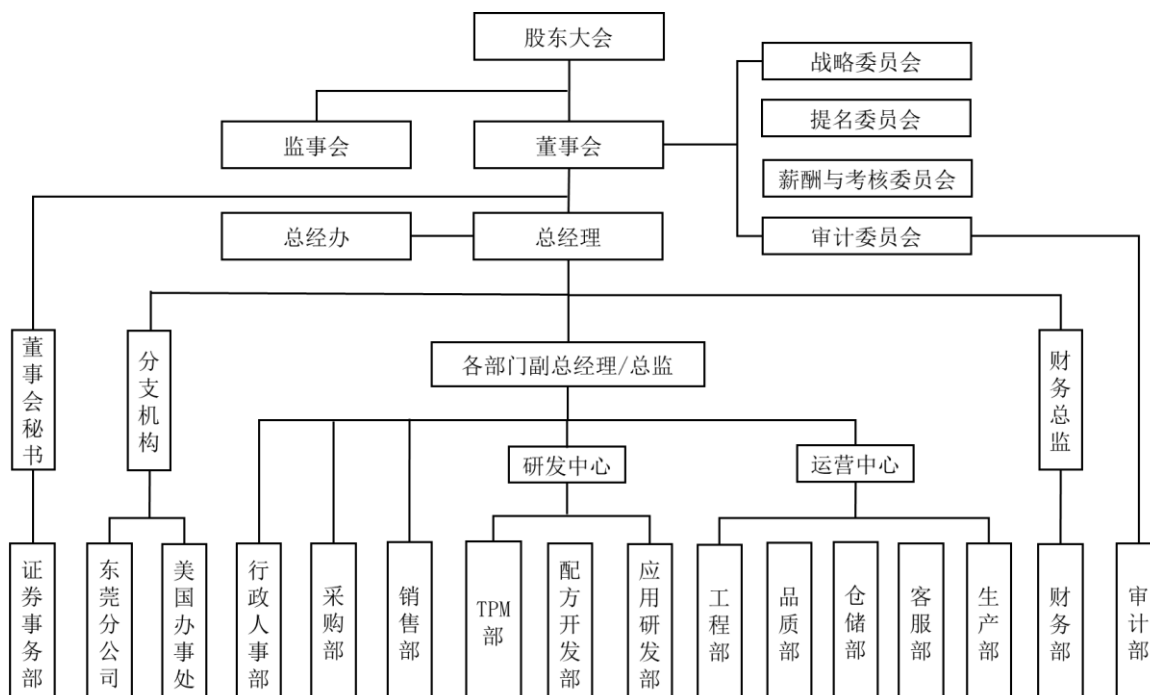 股东大会
战略委员会
提名委员会
监事会
董事会
薪酬与考核委员会
总经办
总经理
审计委员会
董事会秘书
分支机构
各部门副总经理/总监
财务总监
研发中心
运营中心
证券事务部
东莞分公司
美国办事处
行政人事部
采购部
销售部
TPM
部
配方开发部
应用研发部
工程部
品质部
仓储部
客服部
生产部
财务部
审计部